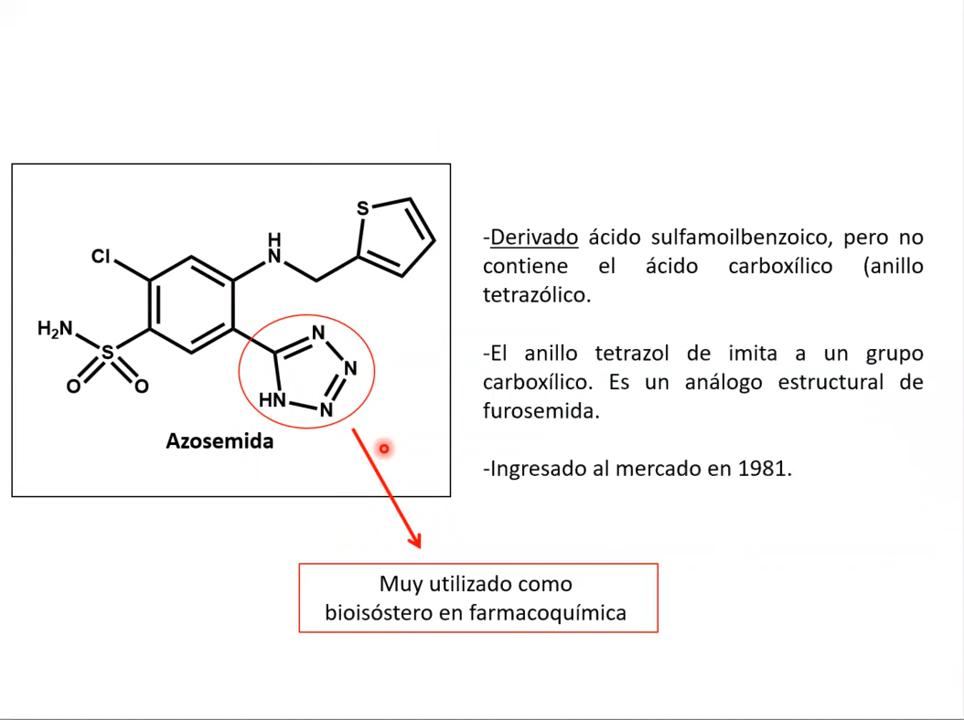 S
H
N
Cl
H₂N
S
O
O
N
N
N
HN
Azosemida
-Derivado ácido sulfamoilbenzoico, pero no
contiene el ácido carboxílico (anillo
tetrazólico.
-El anillo tetrazol de imita a un grupo
carboxílico. Es un análogo estructural de
furosemida.
-Ingresado al mercado en 1981.
Muy utilizado como
bioisóstero en farmacoquímica